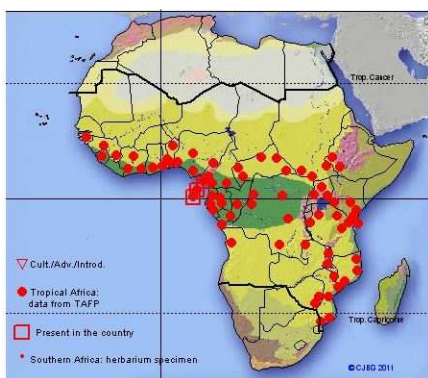 Trop. Cancer
Cult./Adv./Introd.
Tropical Africa:
data from TAFP
Present in the country
Trop. Capricorne
Southern Africa: herbarium specimen
©CJBG 2011